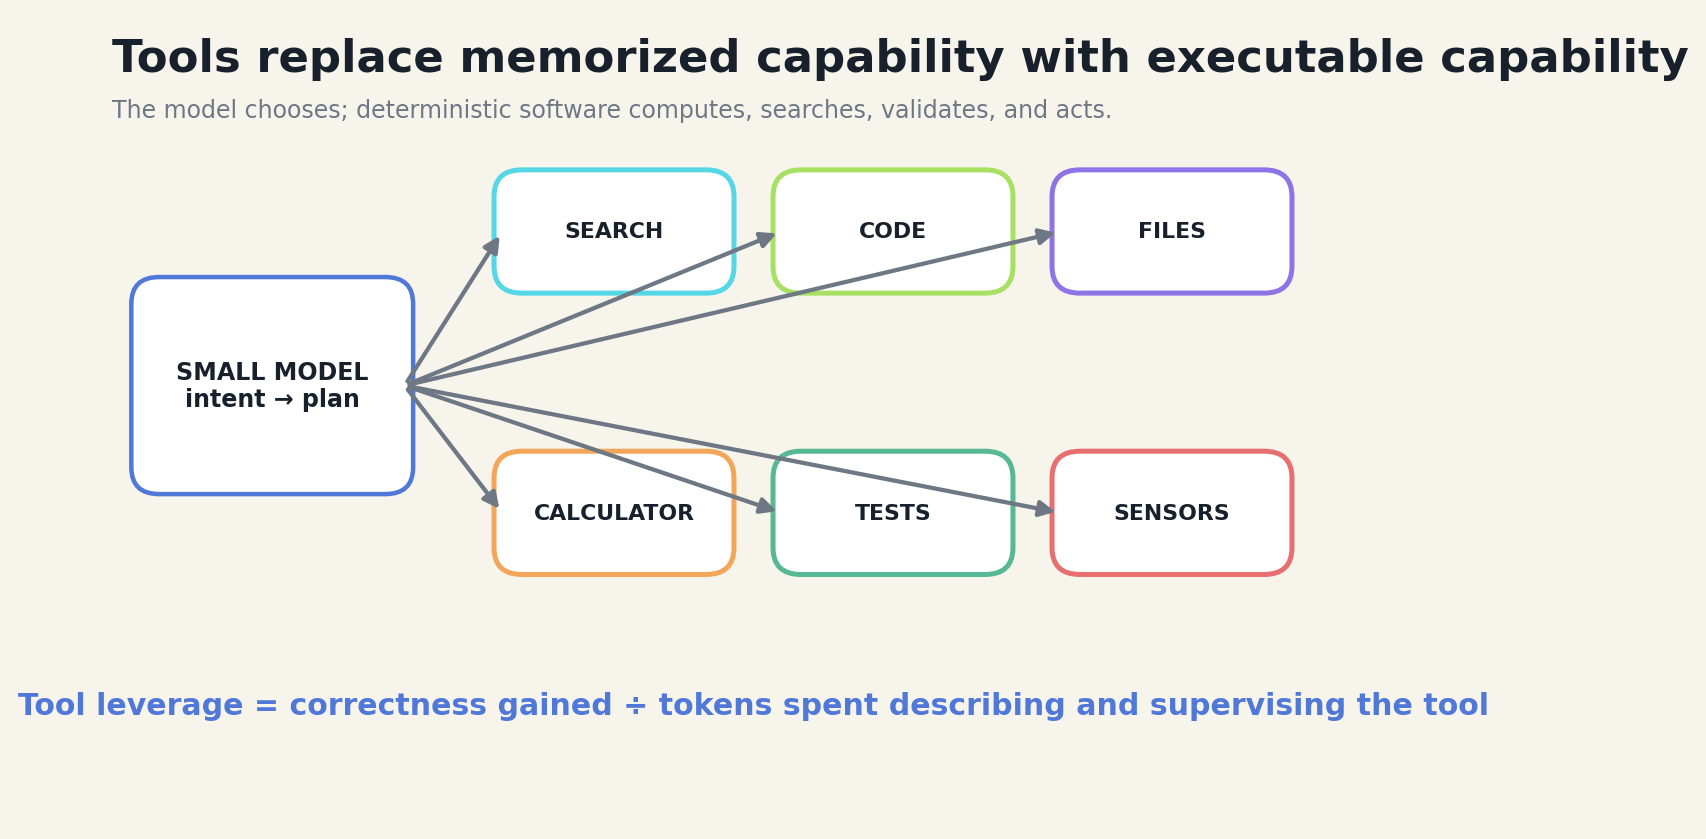 Tools replace memorized capability with executable capability
The model chooses; deterministic software computes, searches, validates, and acts.
SEARCH
CODE
FILES
SMALL MODEL
intent → plan
CALCULATOR
TESTS
SENSORS
Tool leverage = correctness gained ÷ tokens spent describing and supervising the tool